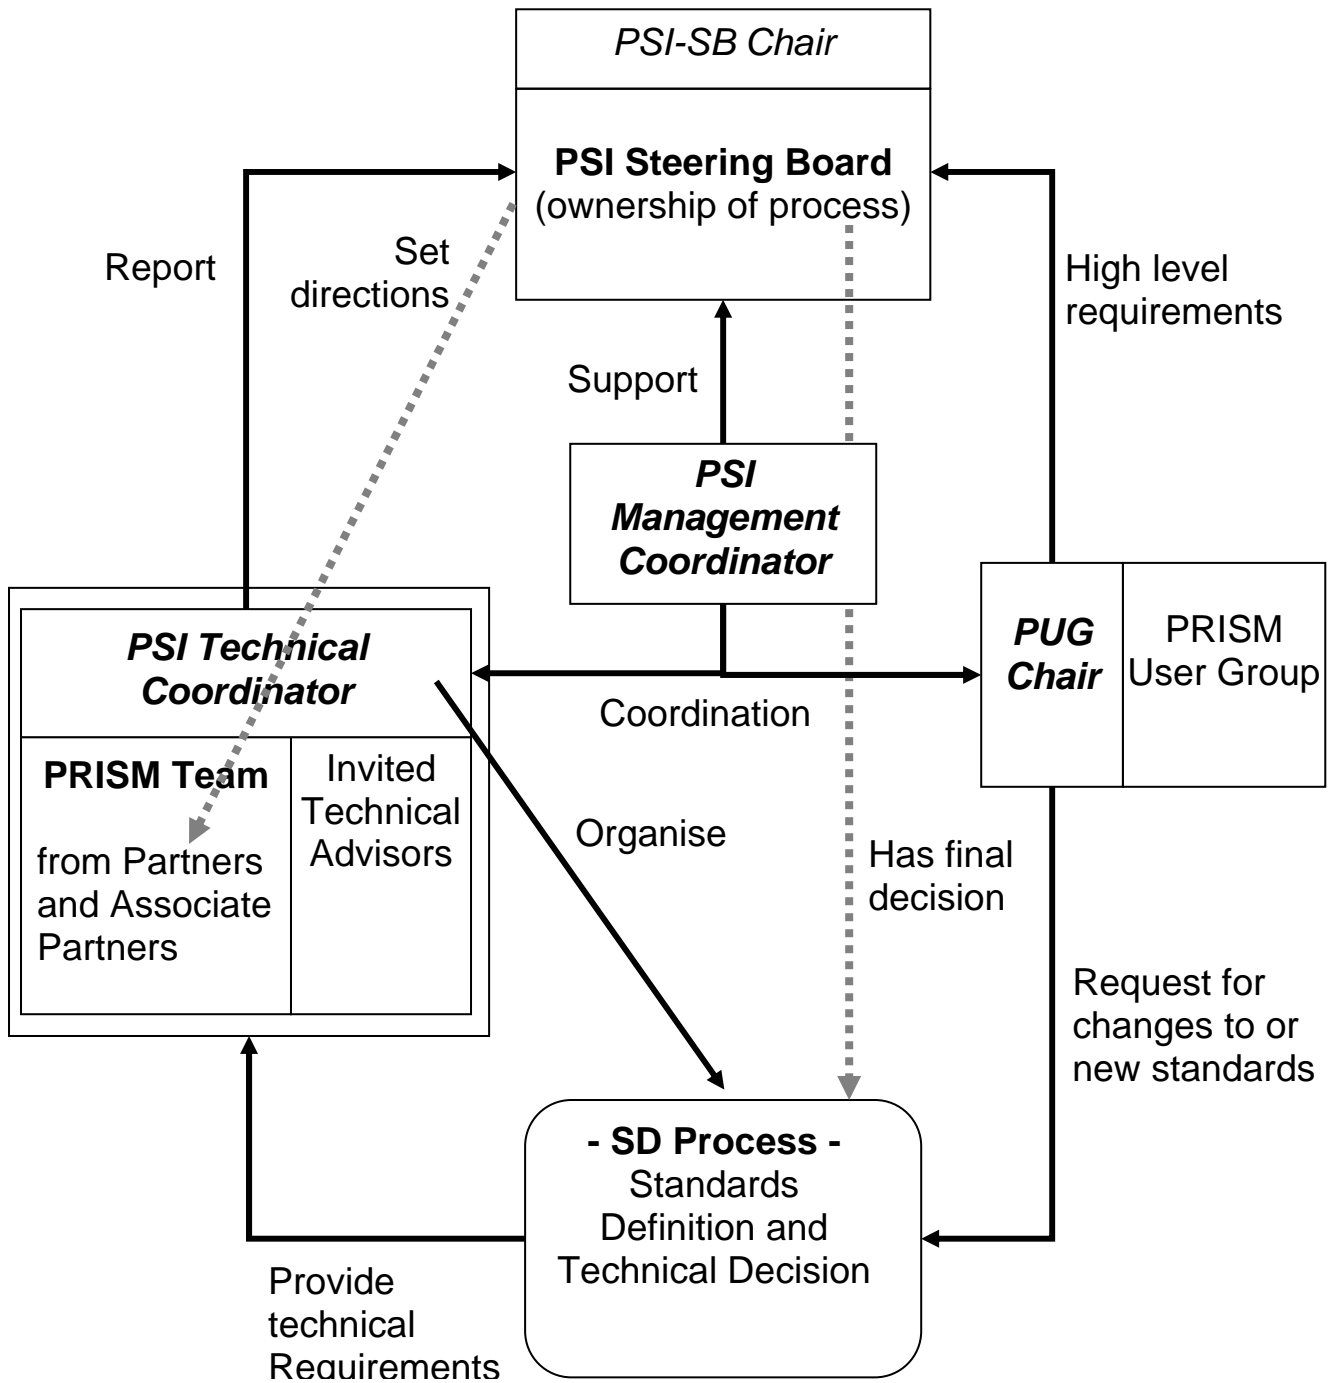 PSI-SB Chair
PSI Steering Board
(ownership of process)
Report
Set
directions
High level
requirements
Support
PSI
Management
Coordinator
PSI Technical
Coordinator
PUG
Chair
PRISM
User Group
Coordination
PRISM Team
from Partners
and Associate
Partners
Invited
Technical
Advisors
Organise
Has final
decision
Request for
changes to or
new standards
- SD Process -
Standards
Definition and
Technical Decision
Provide
technical
Requirements